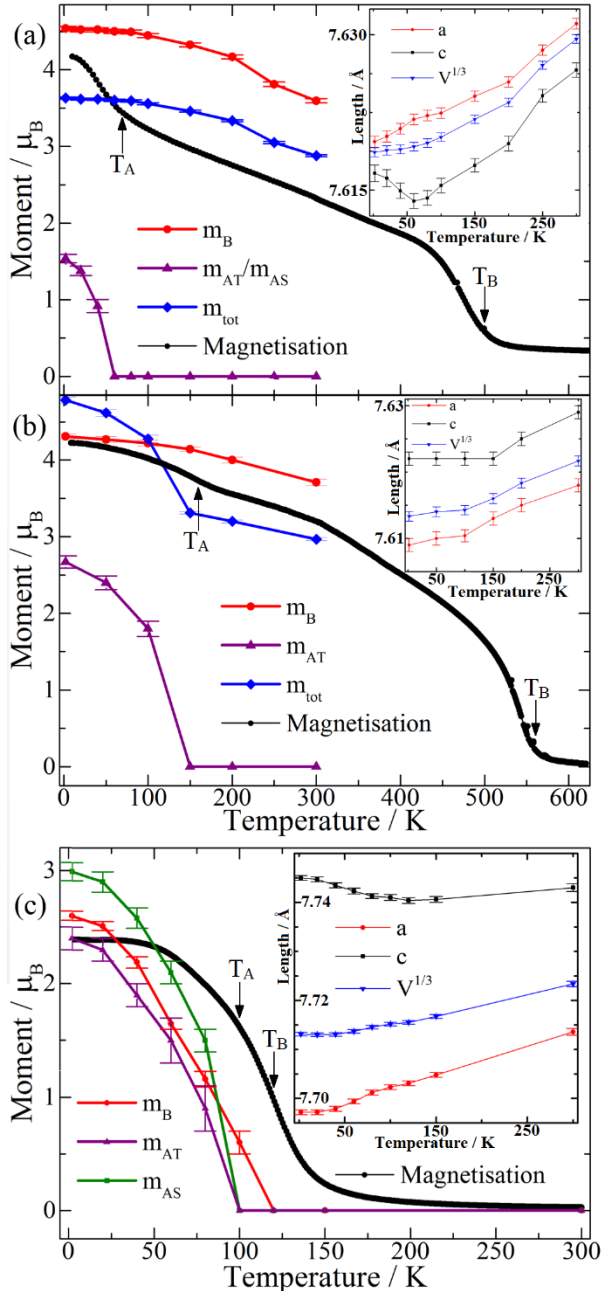 (a)
Moment / μB
4
3
2
1
0
TA
TB
mB
mAT/mAS
mtot
Magnetisation
7.630
7.615
Length / Å
a
c
V1/3
50 100 150 200 250
Temperature / K
(b)
Moment / μB
4
3
2
1
0
TA
TB
mB
mAT
mtot
Magnetisation
7.63
7.61
Length / Å
a
c
V1/3
50 150 250
0 100 200 300 400 500 600
Temperature / K
Temperature / K
(c)
Moment / μB
3
2
1
0
TA
TB
mB
mAT
mAS
7.74
7.72
7.70
Length / Å
a
c
V1/3
50 100 150 200 250
Temperature / K
Magnetisation
0 50 100 150 200 250 300
Temperature / K